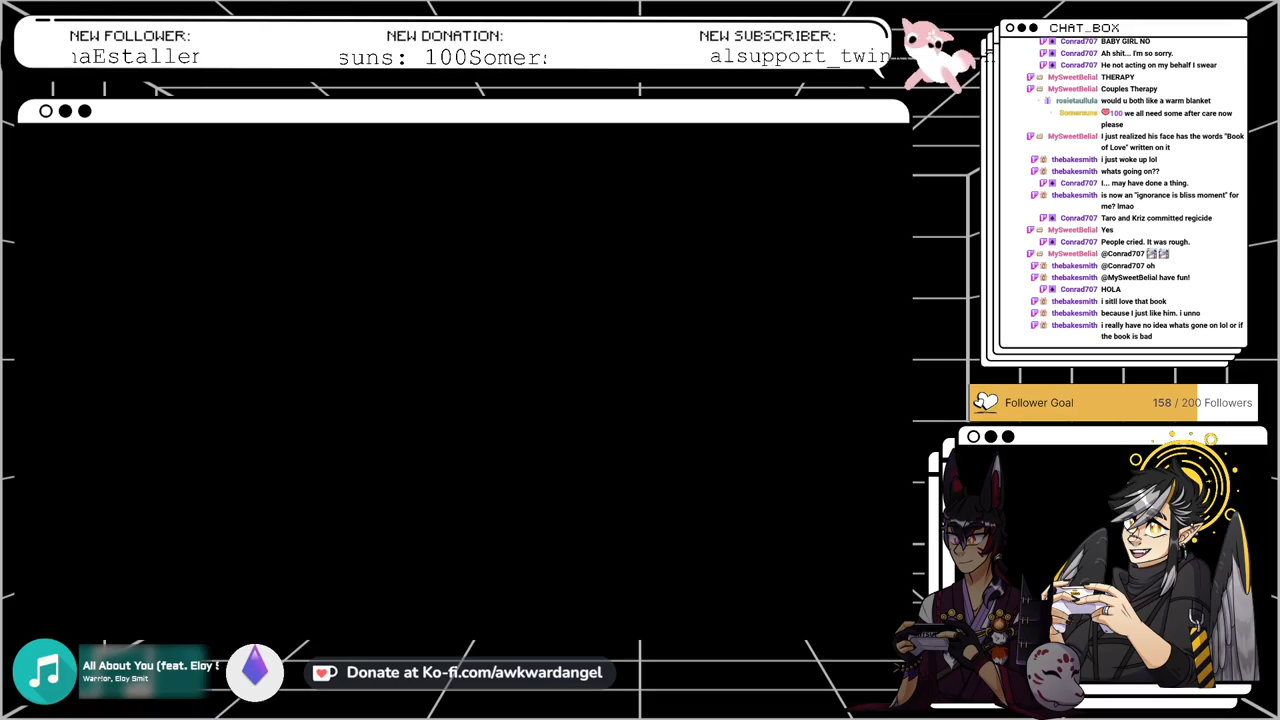 NEW FOLLOWER:
NEW DONATION:
NEW SUBSCRIBER:
naEstaller
suns: 100Somers
alsupport_twin
CHAT_BOX
Conrad707 BABY GIRL NO
Conrad707 Ah shit... I'm so sorry.
Conrad707 He not acting on my behalf I swear
MySweetBelial THERAPY
MySweetBelial Couples Therapy
rosietaullula would u both like a warm blanket
Somersuns 100 we all need some after care now
please
MySweetBelial I just realized his face has the words "Book
of Love" written on it
thebakesmith i just woke up lol
thebakesmith whats going on??
Conrad707 I... may have done a thing.
thebakesmith is now an "ignorance is bliss moment" for
me? lmao
Conrad707 Taro and Kriz committed regicide
MySweetBelial Yes
Conrad707 People cried. It was rough.
MySweetBelial @Conrad707
thebakesmith @Conrad707 oh
thebakesmith @MySweetBelial have fun!
Conrad707 HOLA
thebakesmith i sitll love that book
thebakesmith because I just like him. i unno
thebakesmith i really have no idea whats gone on lol or if
the book is bad
Follower Goal
158 / 200 Followers
All About You (feat. Eloy S
Warr!or, Eloy Smit
Donate at Ko-fi.com/awkwardangel